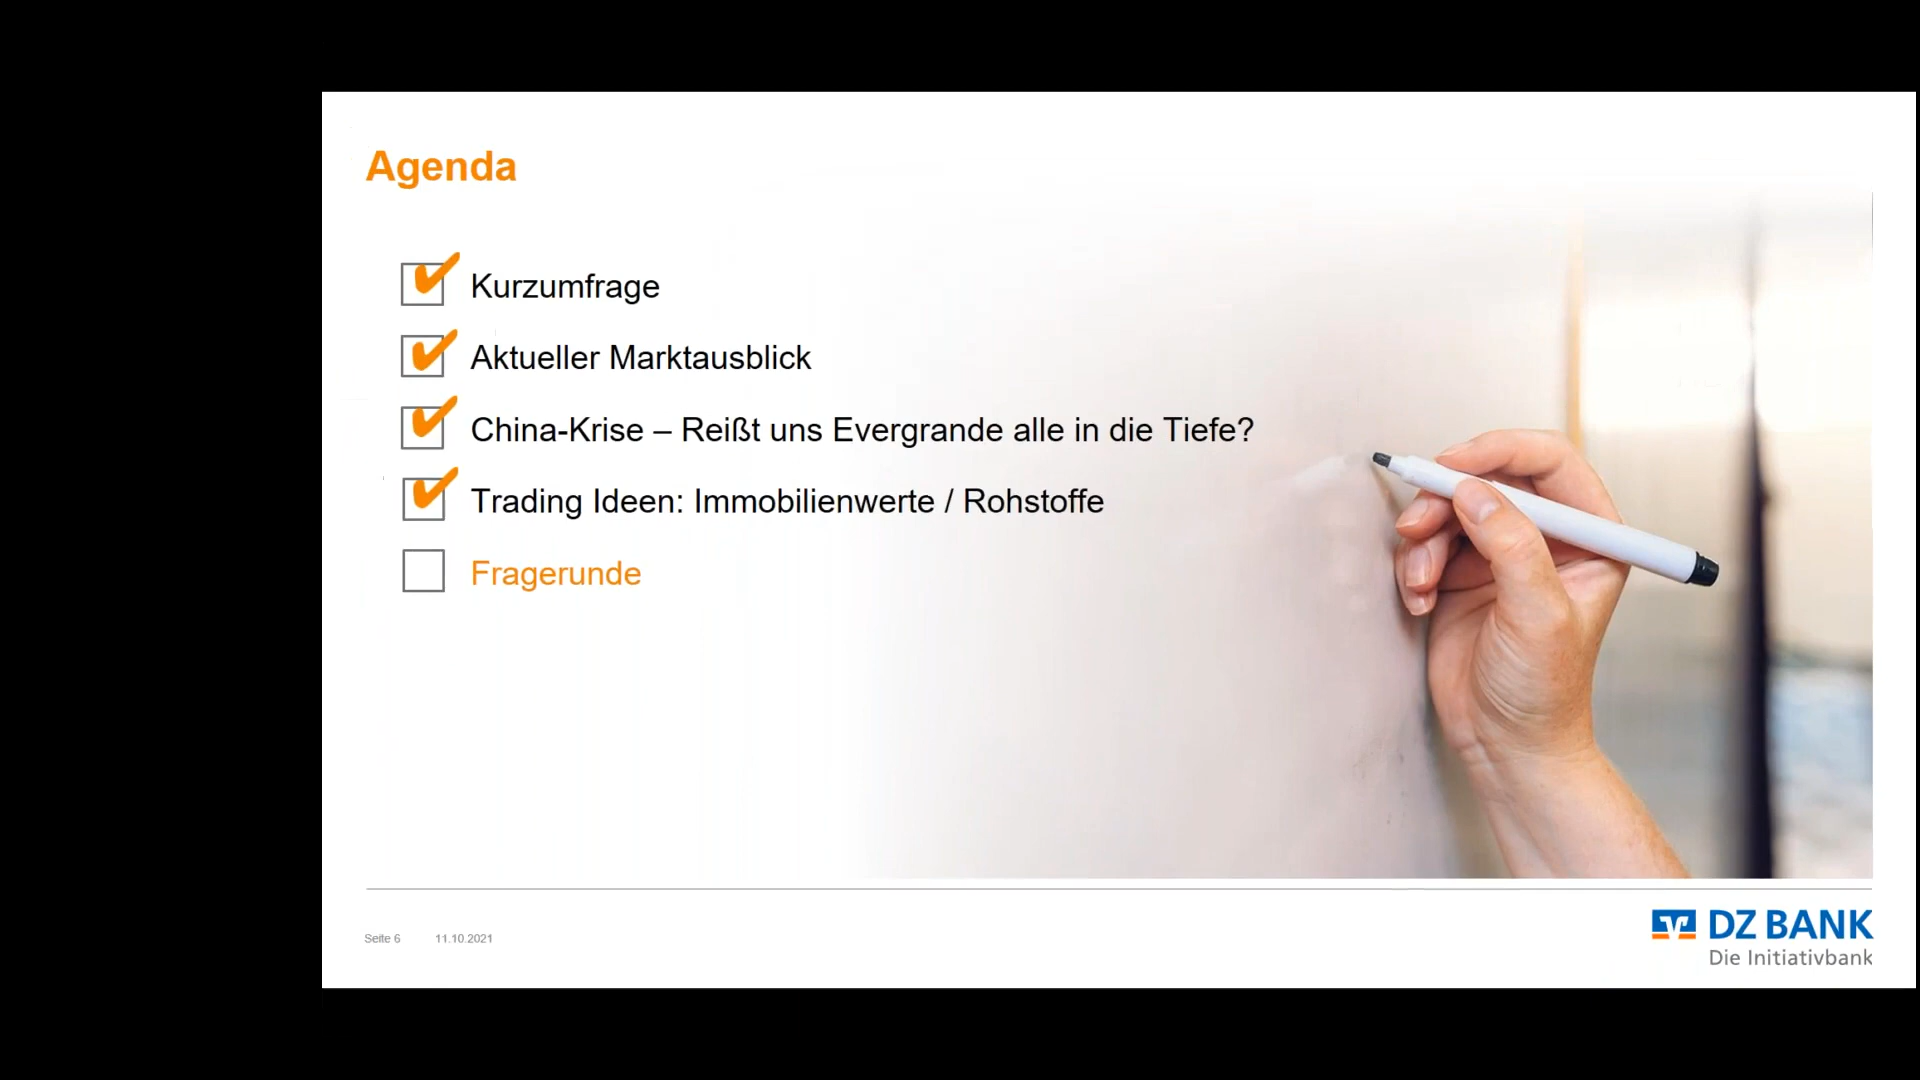 Agenda
Kurzumfrage
Aktueller Marktausblick
China-Krise – Reißt uns Evergrande alle in die Tiefe?
Trading Ideen: Immobilienwerte / Rohstoffe
Fragerunde
Seite 6 11.10.2021
DZ BANK
Die Initiativbank